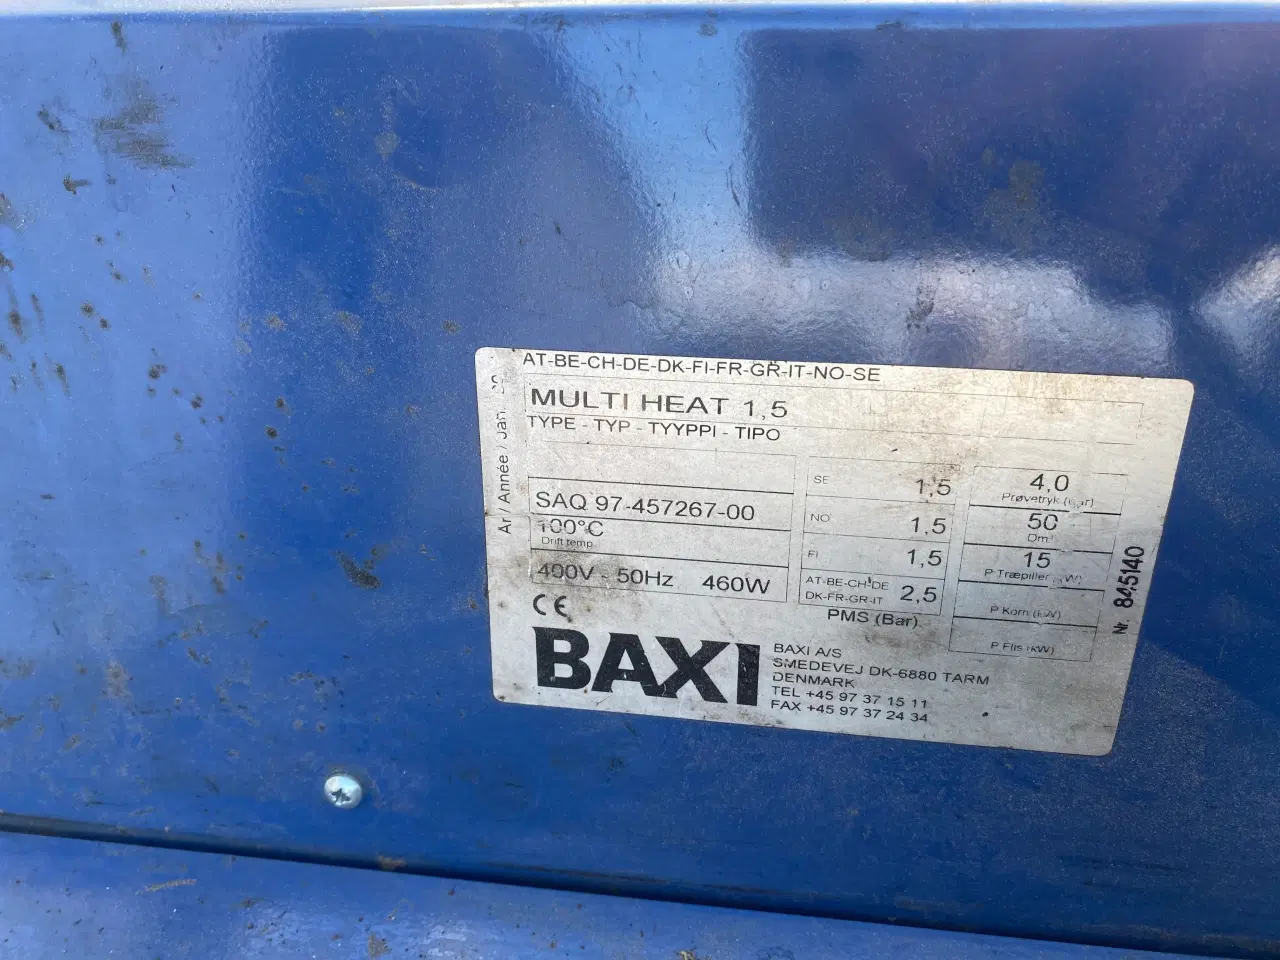 AT-BE-CH-DE-DK-FI-FR-GR-IT-NO-SE
MULTI HEAT 1,5
TYPE - TYP - TYYPPI - TIPO
SAQ 97-457267-00
100°C
Drift temp.
400V - 50Hz 460W
SE 1,5
NO 1,5
FI 1,5
AT-BE-CH-DE
DK-FR-GR-IT 2,5
PMS (Bar)
4,0
Prøvetryk (Bar)
50
Dm³
15
P Træpiller (kW)
P Korn (kW)
P Flis (kW)
År / Année / Jahr
Nr. 845140
CE
BAXI
BAXI A/S
SMEDEVEJ DK-6880 TARM
DENMARK
TEL +45 97 37 15 11
FAX +45 97 37 24 34